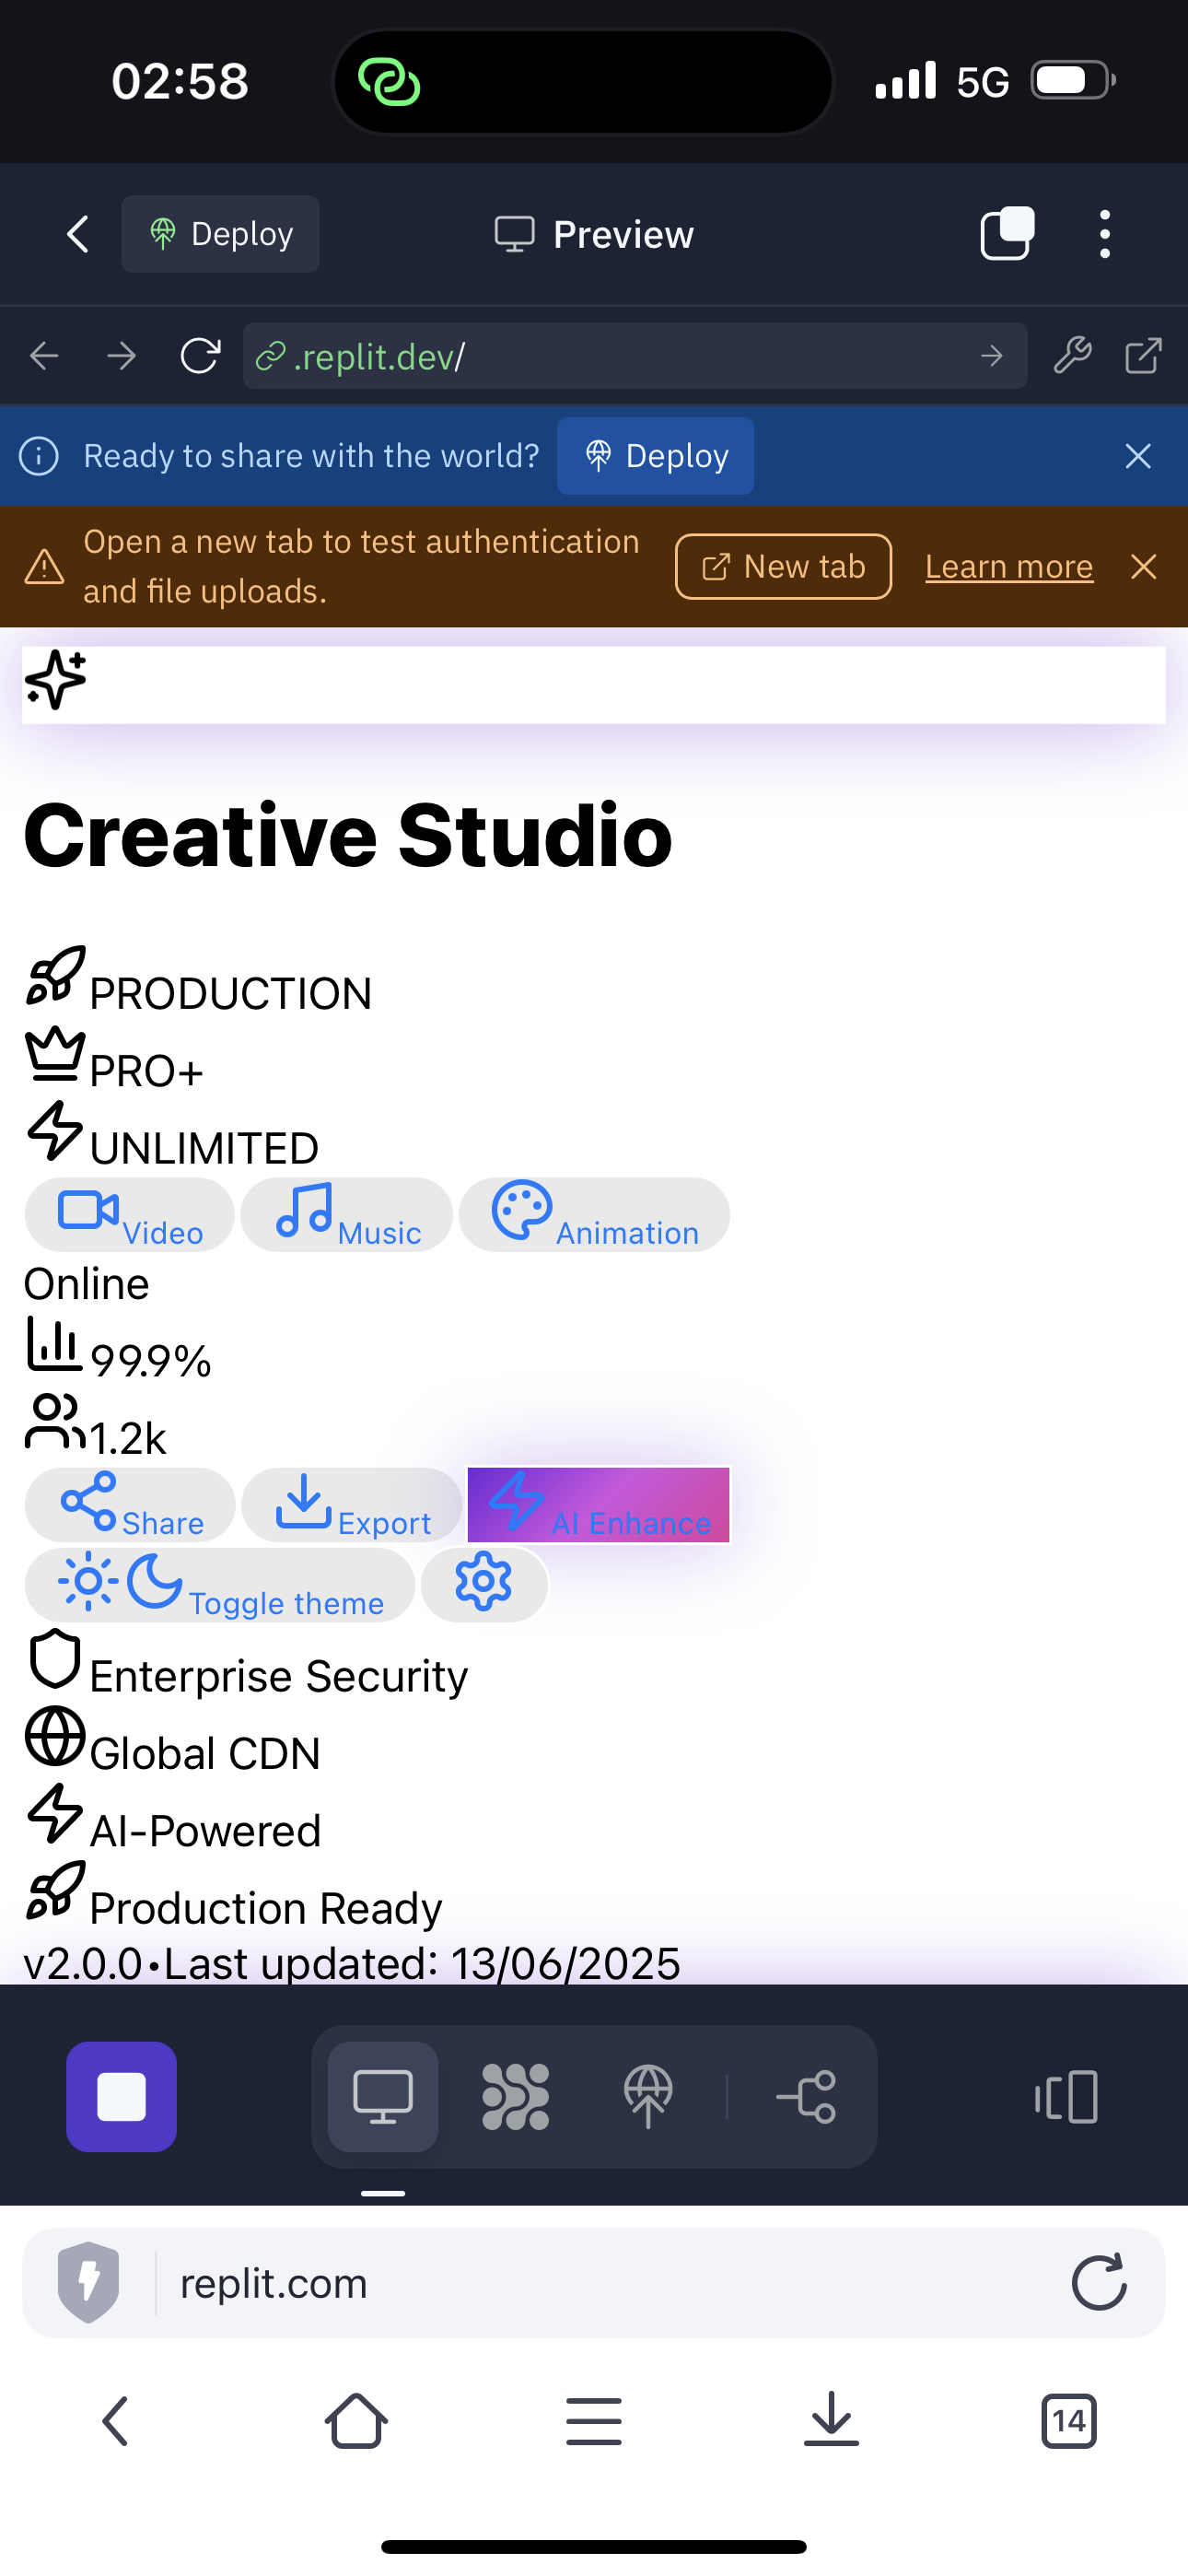 02:58
5G
Deploy
Preview
.replit.dev/
Ready to share with the world?
Deploy
Open a new tab to test authentication
and file uploads.
New tab
Learn more
Creative Studio
PRODUCTION
PRO+
UNLIMITED
Video Music Animation
Online
99.9%
1.2k
Share Export AI Enhance
Toggle theme
Enterprise Security
Global CDN
AI-Powered
Production Ready
v2.0.0•Last updated: 13/06/2025
replit.com
14